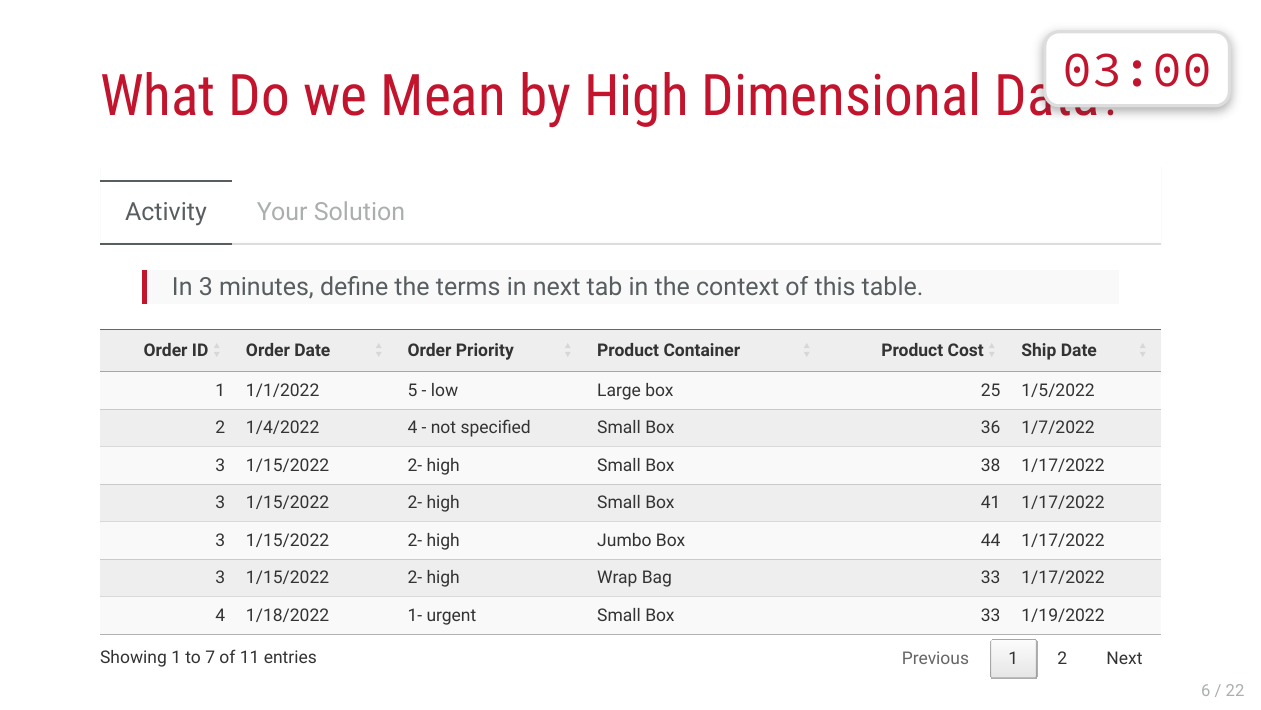 03:00
What Do we Mean by High Dimensional Data?
Activity Your Solution
In 3 minutes, define the terms in next tab in the context of this table.
Order ID Order Date Order Priority Product Container Product Cost Ship Date
1 1/1/2022 5 - low Large box 25 1/5/2022
2 1/4/2022 4 - not specified Small Box 36 1/7/2022
3 1/15/2022 2- high Small Box 38 1/17/2022
3 1/15/2022 2- high Small Box 41 1/17/2022
3 1/15/2022 2- high Jumbo Box 44 1/17/2022
3 1/15/2022 2- high Wrap Bag 33 1/17/2022
4 1/18/2022 1- urgent Small Box 33 1/19/2022
Showing 1 to 7 of 11 entries Previous 1 2 Next
6 / 22